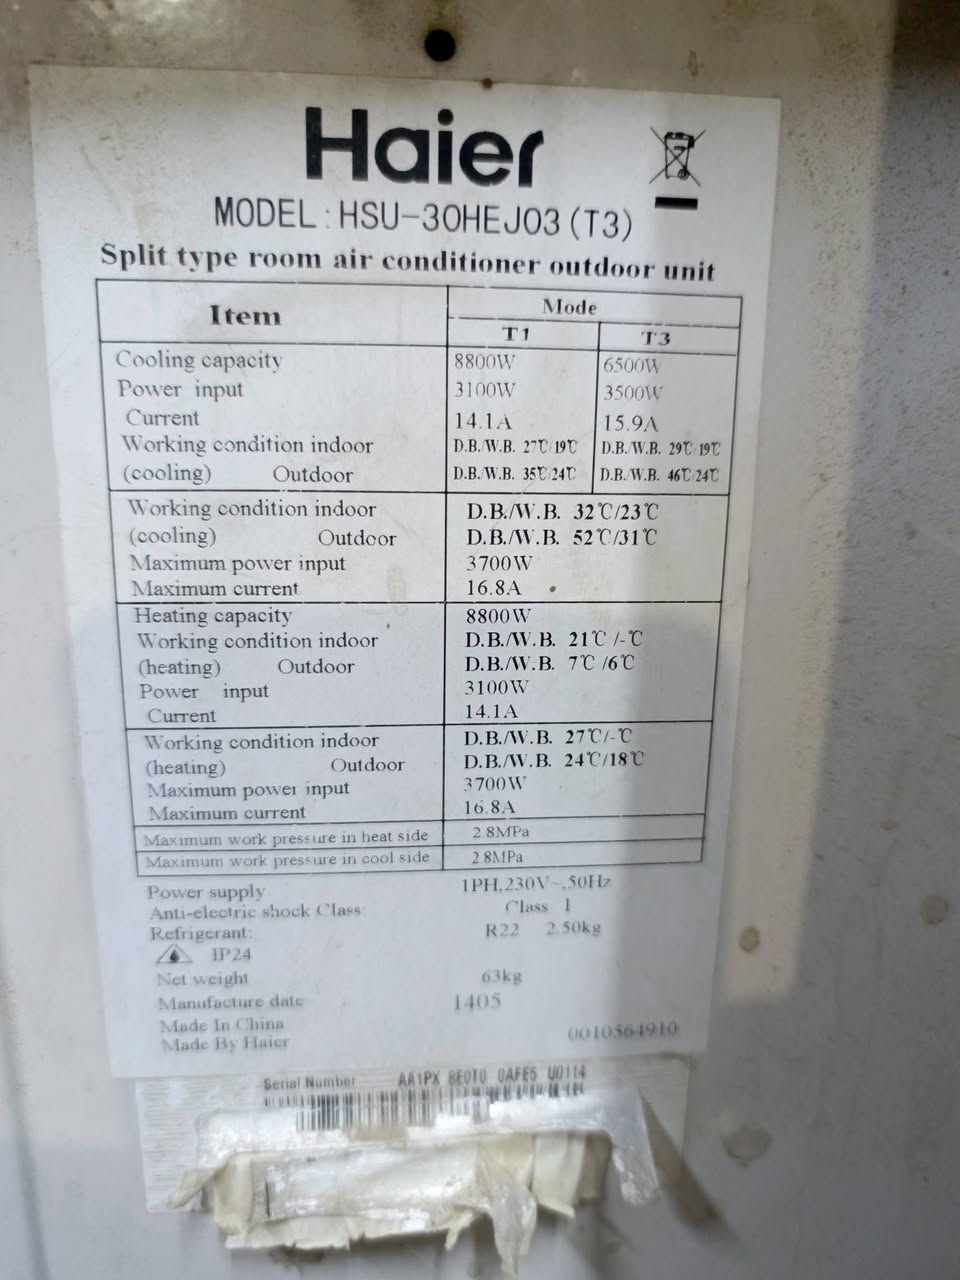 Haier
MODEL:HSU-30HEJ03(T3)
Split type room air conditioner outdoor unit
Item Mode
T1 T3
Cooling capacity 8800W 6500W
Power input 3100W 3500W
Current 14.1A 15.9A
Working condition indoor D.B./W.B. 27℃/19℃ D.B./W.B. 29℃/19℃
(cooling) Outdoor D.B./W.B. 35℃/24℃ D.B./W.B. 46℃/24℃
Working condition indoor D.B./W.B. 32℃/23℃
(cooling) Outdoor D.B./W.B. 52℃/31℃
Maximum power input 3700W
Maximum current 16.8A
Heating capacity 8800W
Working condition indoor D.B./W.B. 21℃/-℃
(heating) Outdoor D.B./W.B. 7℃/6℃
Power input 3100W
Current 14.1A
Working condition indoor D.B./W.B. 27℃/-℃
(heating) Outdoor D.B./W.B. 24℃/18℃
Maximum power input 3700W
Maximum current 16.8A
Maximum work pressure in heat side 2.8MPa
Maximum work pressure in cool side 2.8MPa
Power supply 1PH,230V~,50Hz
Anti-electric shock Class: Class I
Refrigerant: R22 2.50kg
IP24
Net weight 63kg
Manufacture date 1405
Made In China
Made By Haier 0010564910
Serial Number AA1PX 8E0T0 0AFE5 U0114